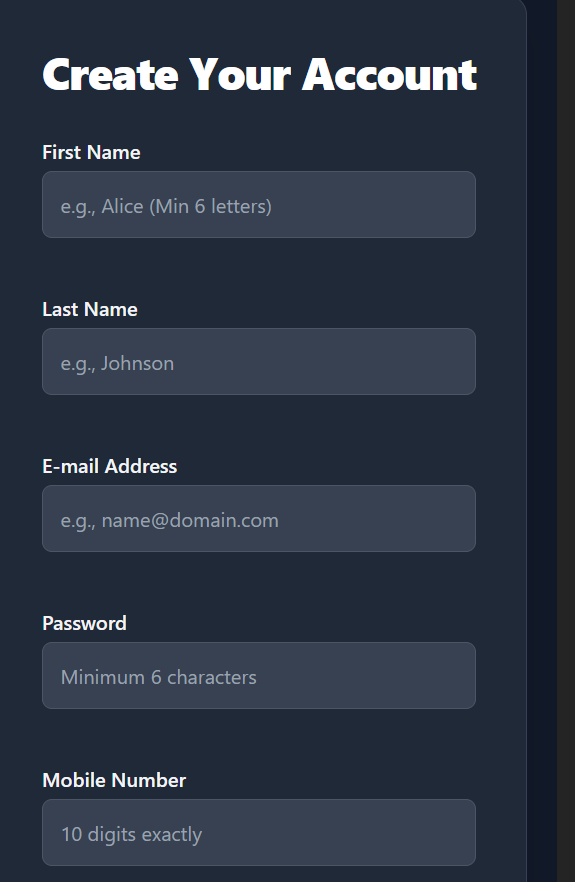 Create Your Account
First Name
e.g., Alice (Min 6 letters)
Last Name
e.g., Johnson
E-mail Address
e.g., name@domain.com
Password
Minimum 6 characters
Mobile Number
10 digits exactly